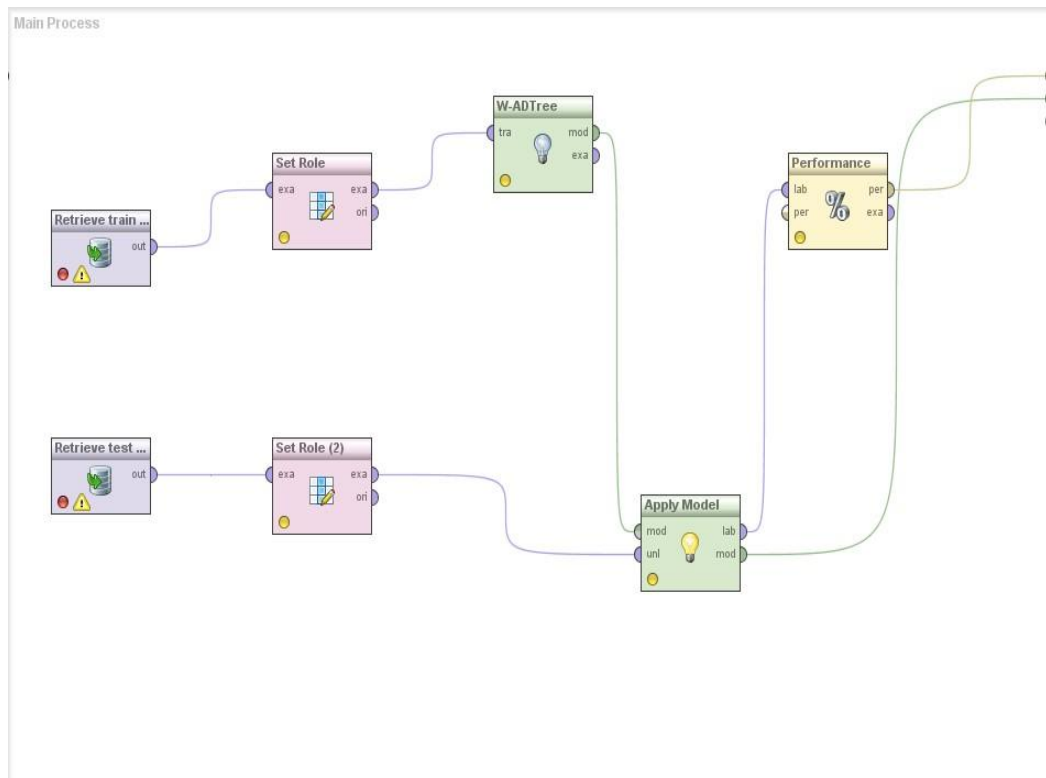 Main Process
W-ADTree
tra mod
exa
Set Role
exa exa
ori
Performance
lab per
per exa
Retrieve train ...
out
Retrieve test ...
out
Set Role (2)
exa exa
ori
Apply Model
mod lab
unl mod